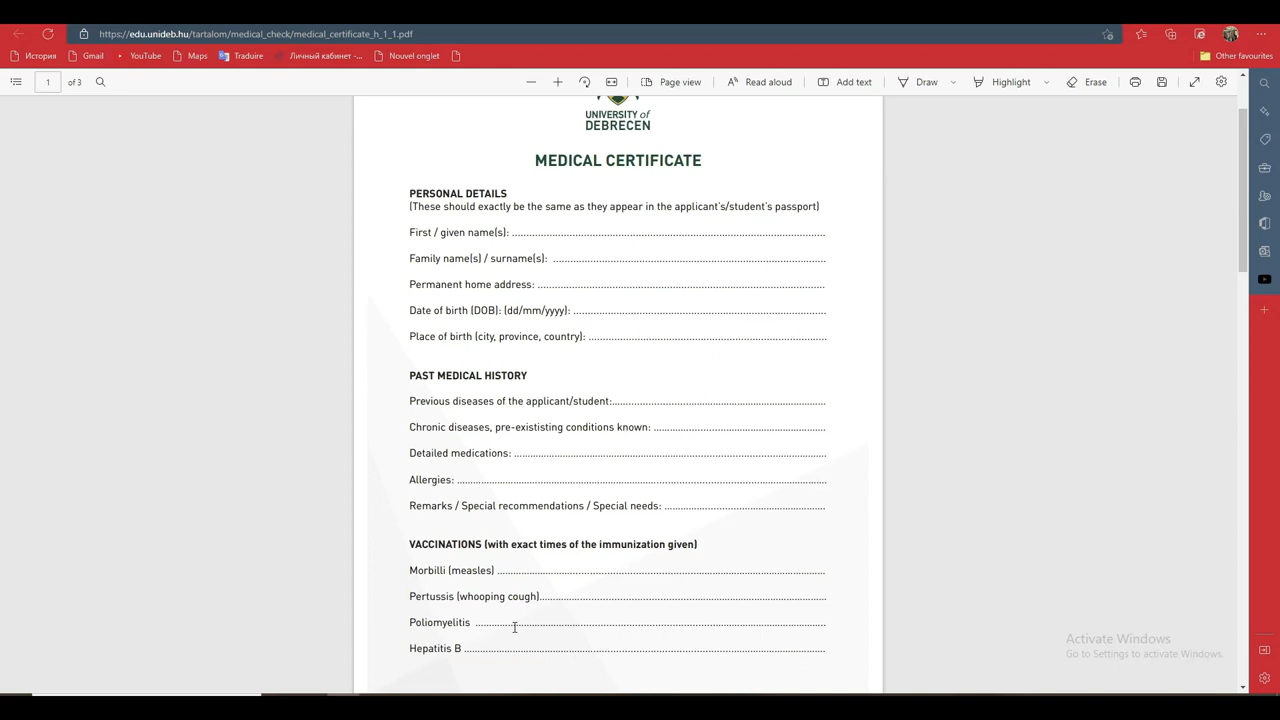 https://edu.unideb.hu/tartalom/medical_check/medical_certificate_h_1_1.pdf
История Gmail YouTube Maps Traduire Личный кабинет -... Nouvel onglet Other favourites
1 of 3 Page view Read aloud Add text Draw Highlight Erase
UNIVERSITY of
DEBRECEN
MEDICAL CERTIFICATE
PERSONAL DETAILS
(These should exactly be the same as they appear in the applicant's/student's passport)
First / given name(s): ..............................
Family name(s) / surname(s): ..............................
Permanent home address: ..............................
Date of birth (DOB): (dd/mm/yyyy): ..............................
Place of birth (city, province, country): ..............................
PAST MEDICAL HISTORY
Previous diseases of the applicant/student:..............................
Chronic diseases, pre-exististing conditions known: ..............................
Detailed medications: ..............................
Allergies: ..............................
Remarks / Special recommendations / Special needs: ..............................
VACCINATIONS (with exact times of the immunization given)
Morbilli (measles) ..............................
Pertussis (whooping cough)..............................
Poliomyelitis ..............................
Hepatitis B ..............................
Activate Windows
Go to Settings to activate Windows.